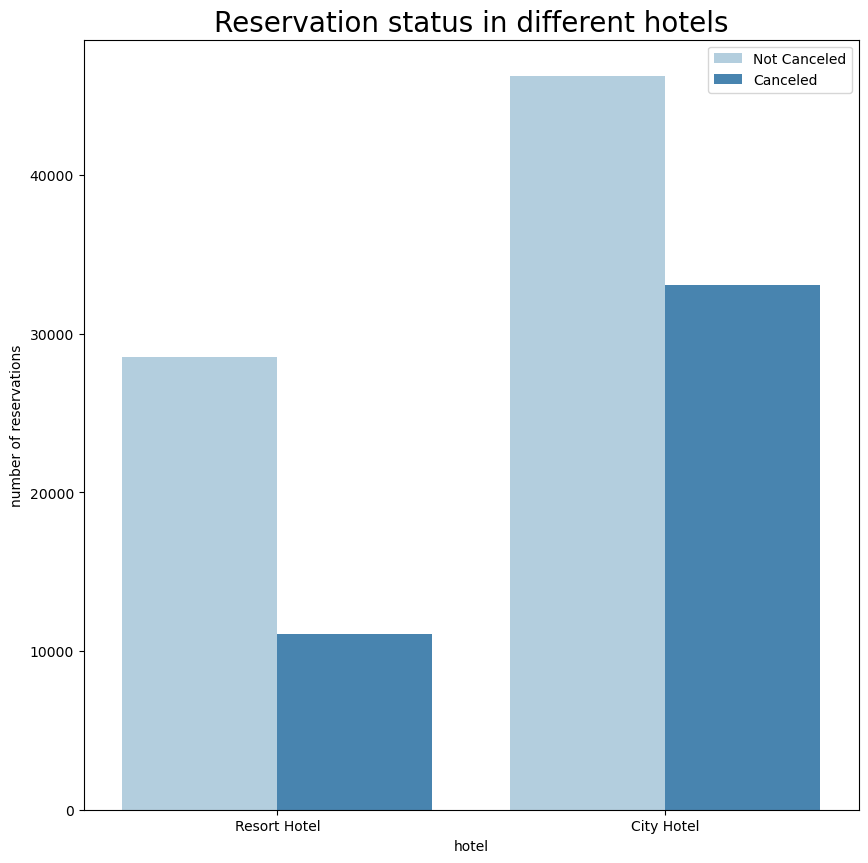 Reservation status in different hotels
Not Canceled
Canceled
number of reservations
40000
30000
20000
10000
0
Resort Hotel
City Hotel
hotel